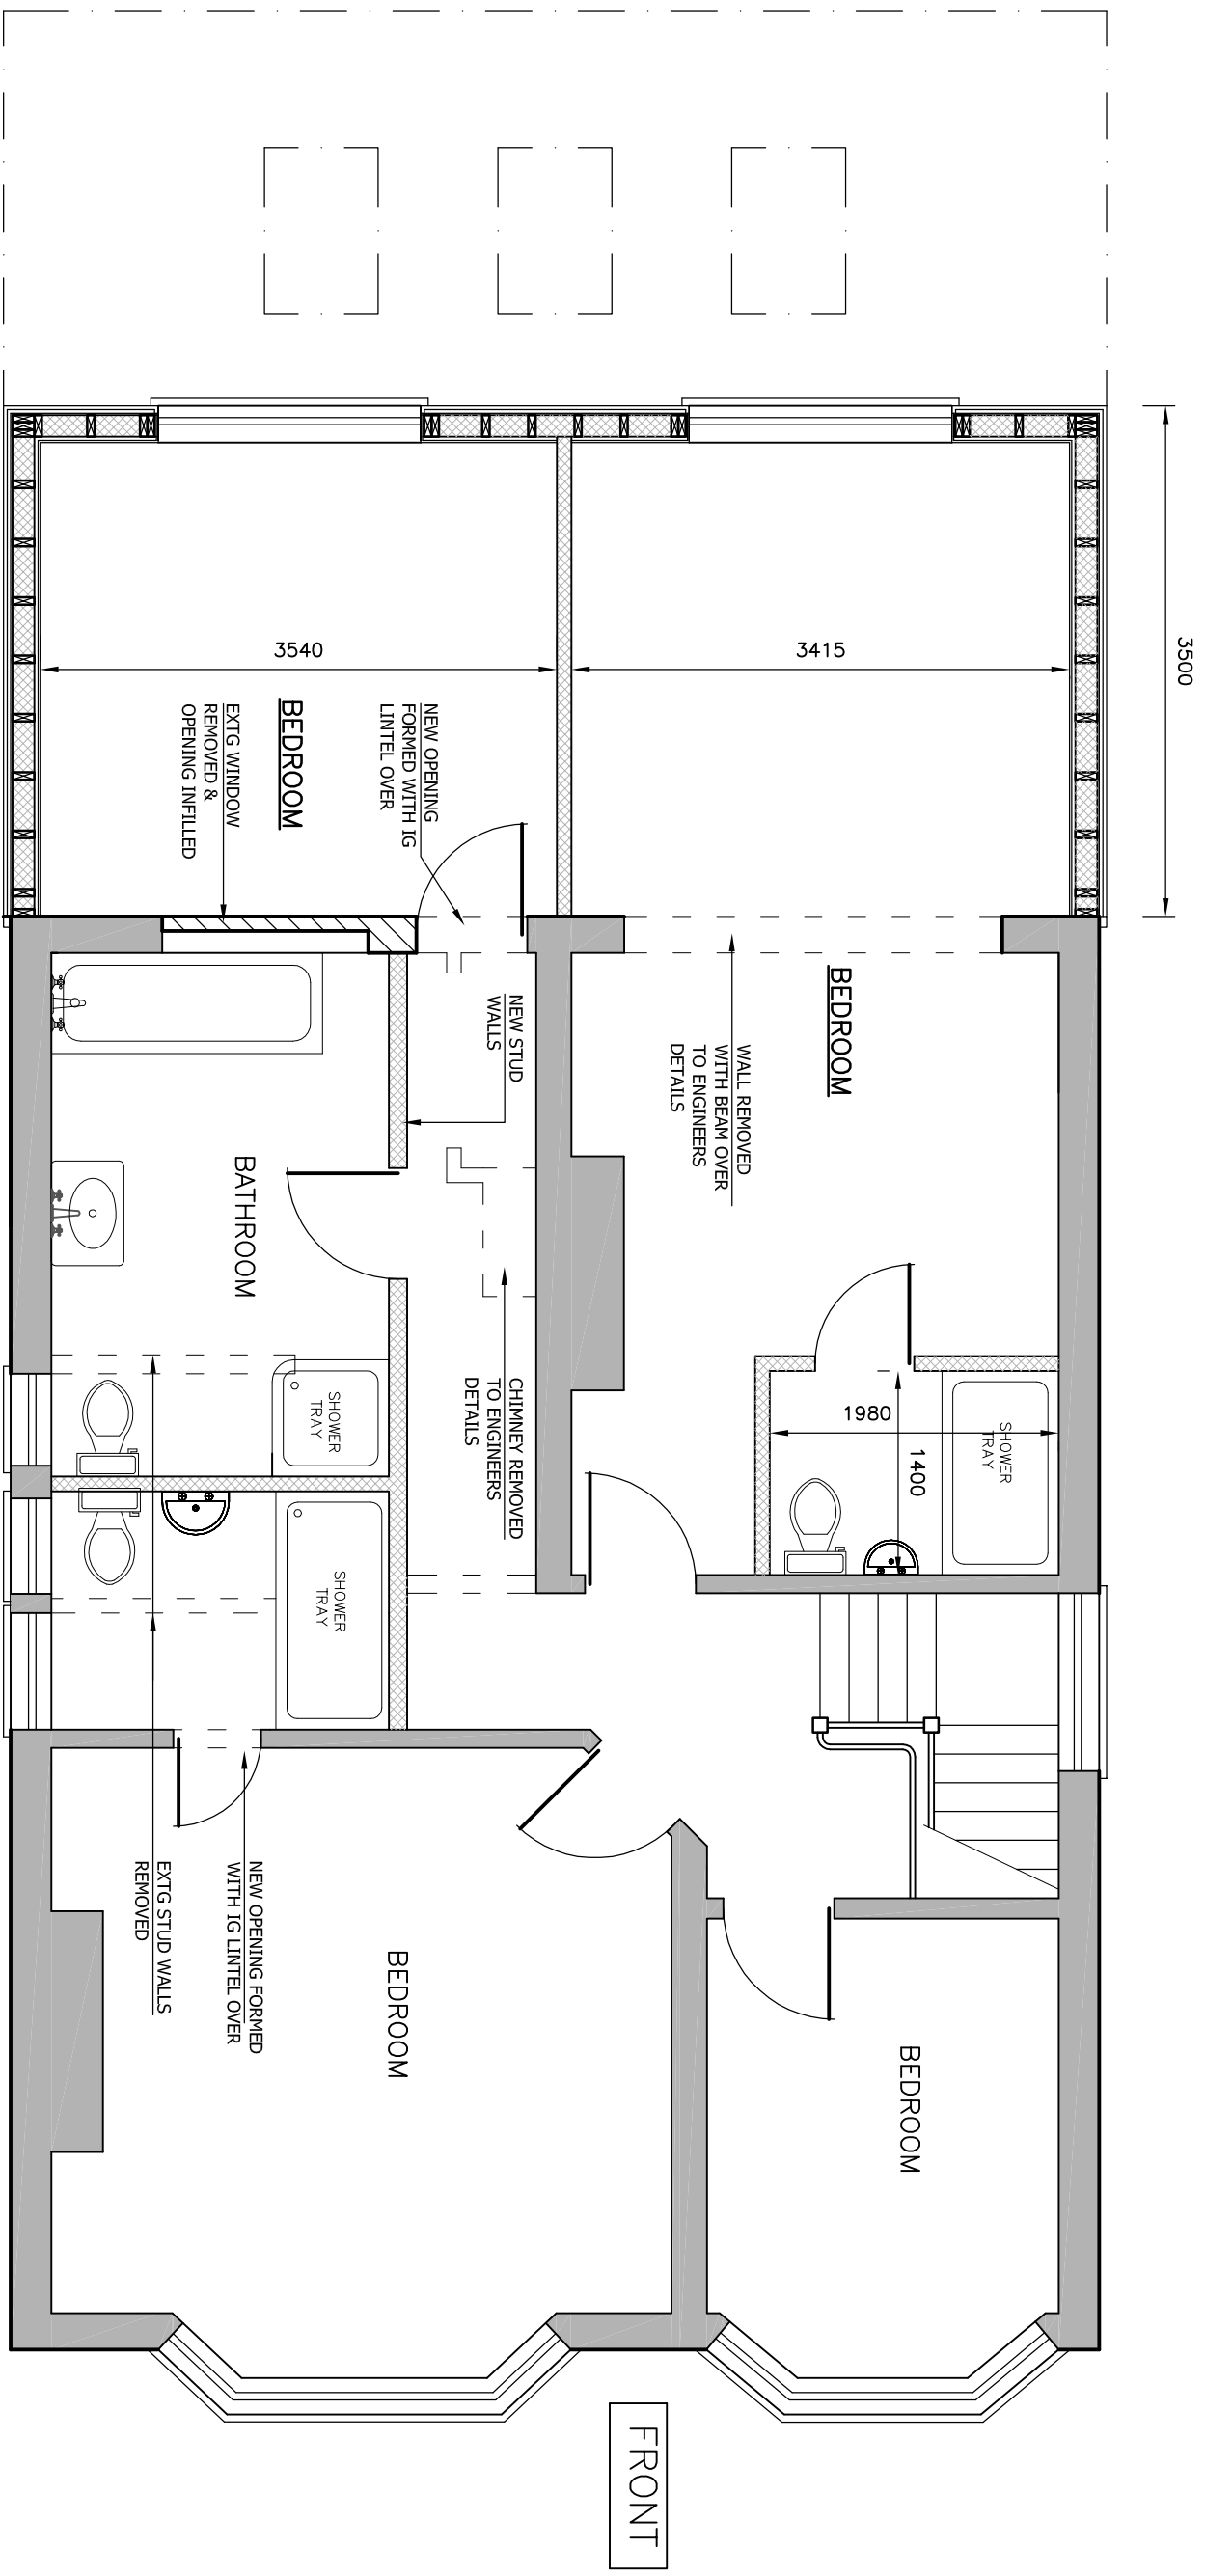 3500
3415
3540
BEDROOM
NEW OPENING
FORMED WITH IG
LINTEL OVER
EXTG WINDOW
REMOVED &
OPENING INFILLED
BEDROOM
WALL REMOVED
WITH BEAM OVER
TO ENGINEERS
DETAILS
NEW STUD
WALLS
BATHROOM
SHOWER
TRAY
1980
1400
CHIMNEY REMOVED
TO ENGINEERS
DETAILS
SHOWER
TRAY
SHOWER
TRAY
NEW OPENING FORMED
WITH IG LINTEL OVER
EXTG STUD WALLS
REMOVED
BEDROOM
BEDROOM
FRONT